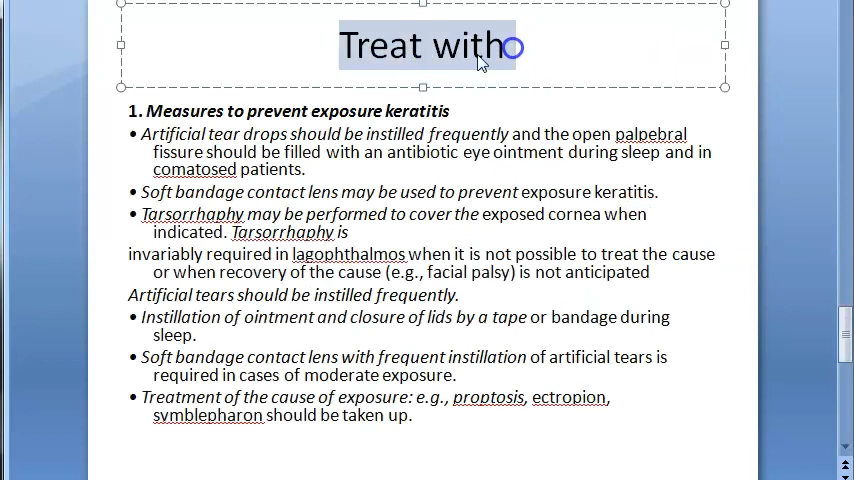 Treat with
1. Measures to prevent exposure keratitis
• Artificial tear drops should be instilled frequently and the open palpebral
fissure should be filled with an antibiotic eye ointment during sleep and in
comatosed patients.
• Soft bandage contact lens may be used to prevent exposure keratitis.
• Tarsorrhaphy may be performed to cover the exposed cornea when
indicated. Tarsorrhaphy is
invariably required in lagophthalmos when it is not possible to treat the cause
or when recovery of the cause (e.g., facial palsy) is not anticipated
Artificial tears should be instilled frequently.
• Instillation of ointment and closure of lids by a tape or bandage during
sleep.
• Soft bandage contact lens with frequent instillation of artificial tears is
required in cases of moderate exposure.
• Treatment of the cause of exposure: e.g., proptosis, ectropion,
symblepharon should be taken up.